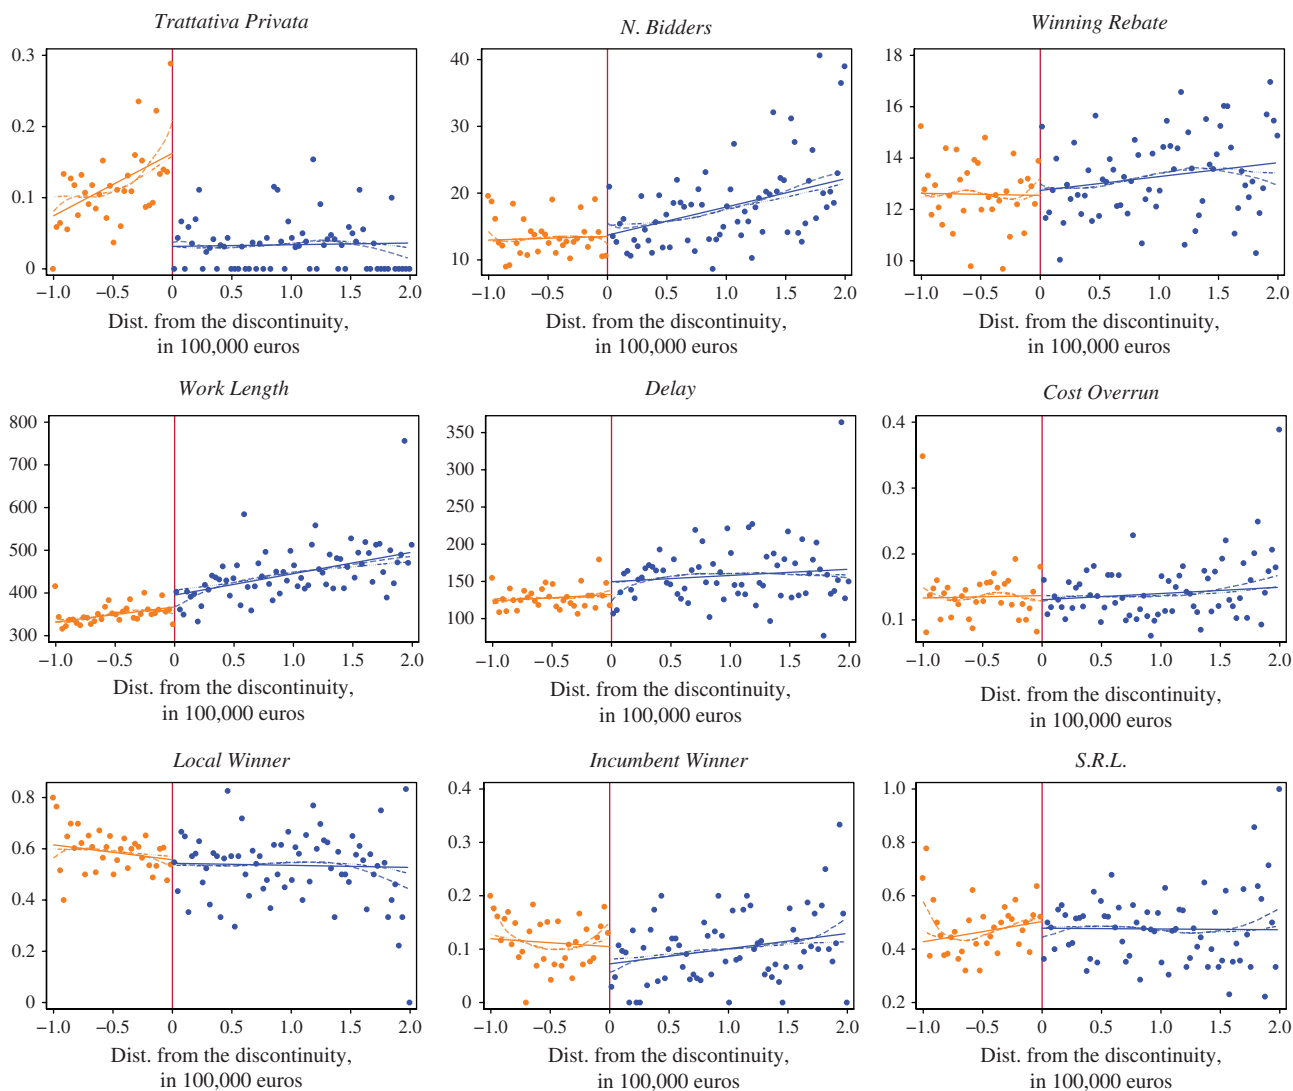 Trattativa Privata
0.3
0.2
0.1
0
−1.0 −0.5 0 0.5 1.0 1.5 2.0
Dist. from the discontinuity,
in 100,000 euros
N. Bidders
40
30
20
10
−1.0 −0.5 0 0.5 1.0 1.5 2.0
Dist. from the discontinuity,
in 100,000 euros
Winning Rebate
18
16
14
12
10
−1.0 −0.5 0 0.5 1.0 1.5 2.0
Dist. from the discontinuity,
in 100,000 euros
Work Length
800
700
600
500
400
300
−1.0 −0.5 0 0.5 1.0 1.5 2.0
Dist. from the discontinuity,
in 100,000 euros
Delay
350
300
250
200
150
100
−1.0 −0.5 0 0.5 1.0 1.5 2.0
Dist. from the discontinuity,
in 100,000 euros
Cost Overrun
0.4
0.3
0.2
0.1
−1.0 −0.5 0 0.5 1.0 1.5 2.0
Dist. from the discontinuity,
in 100,000 euros
Local Winner
0.8
0.6
0.4
0.2
0
−1.0 −0.5 0 0.5 1.0 1.5 2.0
Dist. from the discontinuity,
in 100,000 euros
Incumbent Winner
0.4
0.3
0.2
0.1
0
−1.0 −0.5 0 0.5 1.0 1.5 2.0
Dist. from the discontinuity,
in 100,000 euros
S.R.L.
1.0
0.8
0.6
0.4
0.2
−1.0 −0.5 0 0.5 1.0 1.5 2.0
Dist. from the discontinuity,
in 100,000 euros